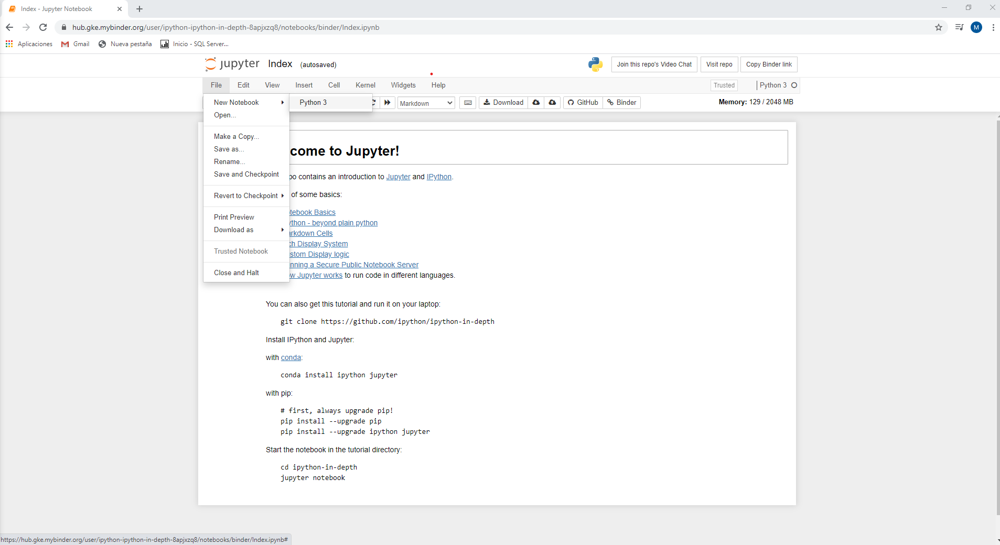 Index - Jupyter Notebook
hub.gke.mybinder.org/user/ipython-ipython-in-depth-8apjxzq8/notebooks/binder/Index.ipynb
M
Aplicaciones Gmail Nueva pestaña Inicio - SQL Server...
jupyter Index (autosaved) Join this repo's Video Chat Visit repo Copy Binder link
File Edit View Insert Cell Kernel Widgets Help Trusted Python 3
New Notebook Python 3 Markdown Download GitHub Binder Memory: 129 / 2048 MB
Open...
Make a Copy...
Save as...
Rename...
Save and Checkpoint
Revert to Checkpoint
Print Preview
Download as
Trusted Notebook
Close and Halt
come to Jupyter!
oo contains an introduction to Jupyter and IPython.
of some basics:
tebook Basics
ython - beyond plain python
arkdown Cells
ch Display System
stom Display logic
nning a Secure Public Notebook Server
ow Jupyter works to run code in different languages.
You can also get this tutorial and run it on your laptop:
git clone https://github.com/ipython/ipython-in-depth
Install IPython and Jupyter:
with conda:
conda install ipython jupyter
with pip:
# first, always upgrade pip!
pip install --upgrade pip
pip install --upgrade ipython jupyter
Start the notebook in the tutorial directory:
cd ipython-in-depth
jupyter notebook
https://hub.gke.mybinder.org/user/ipython-ipython-in-depth-8apjxzq8/notebooks/binder/Index.ipynb#